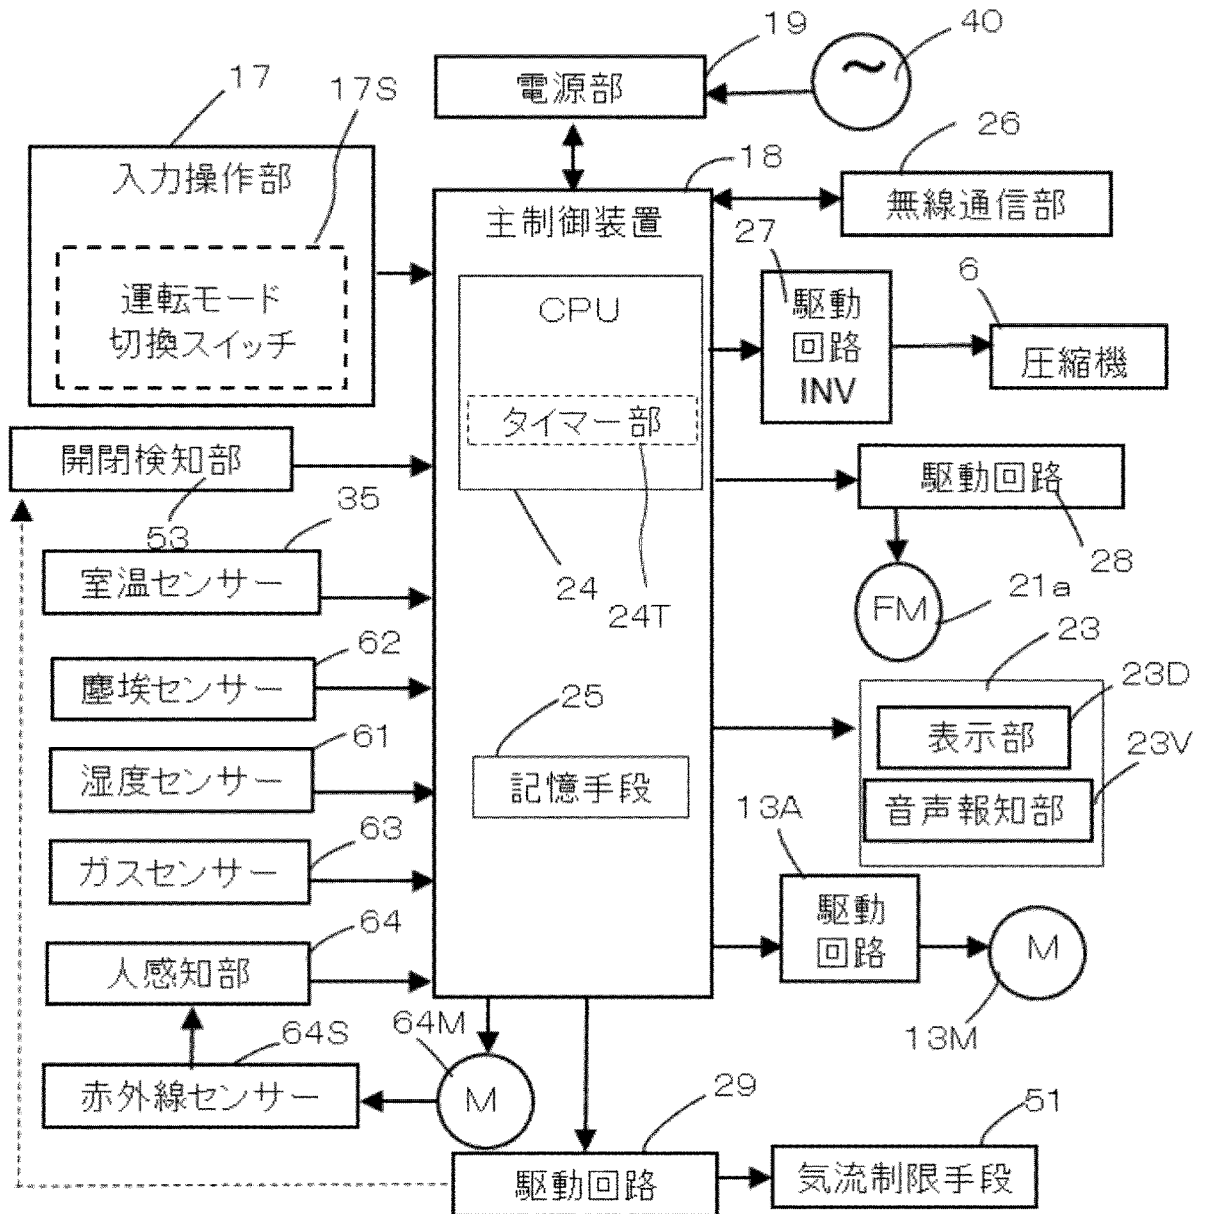 19
40
電源部
17
17S
26
入力操作部
18
無線通信部
主制御装置
27
運転モード
切換スイッチ
CPU
駆動
回路
INV
6
圧縮機
タイマー部
開閉検知部
駆動回路
53
35
室温センサー
24
24T
28
FM
21a
62
23
塵埃センサー
23D
25
表示部
61
23V
湿度センサー
記憶手段
音声報知部
13A
63
ガスセンサー
駆動
回路
64
人感知部
M
13M
64S
64M
赤外線センサー
M
29
51
駆動回路
気流制限手段